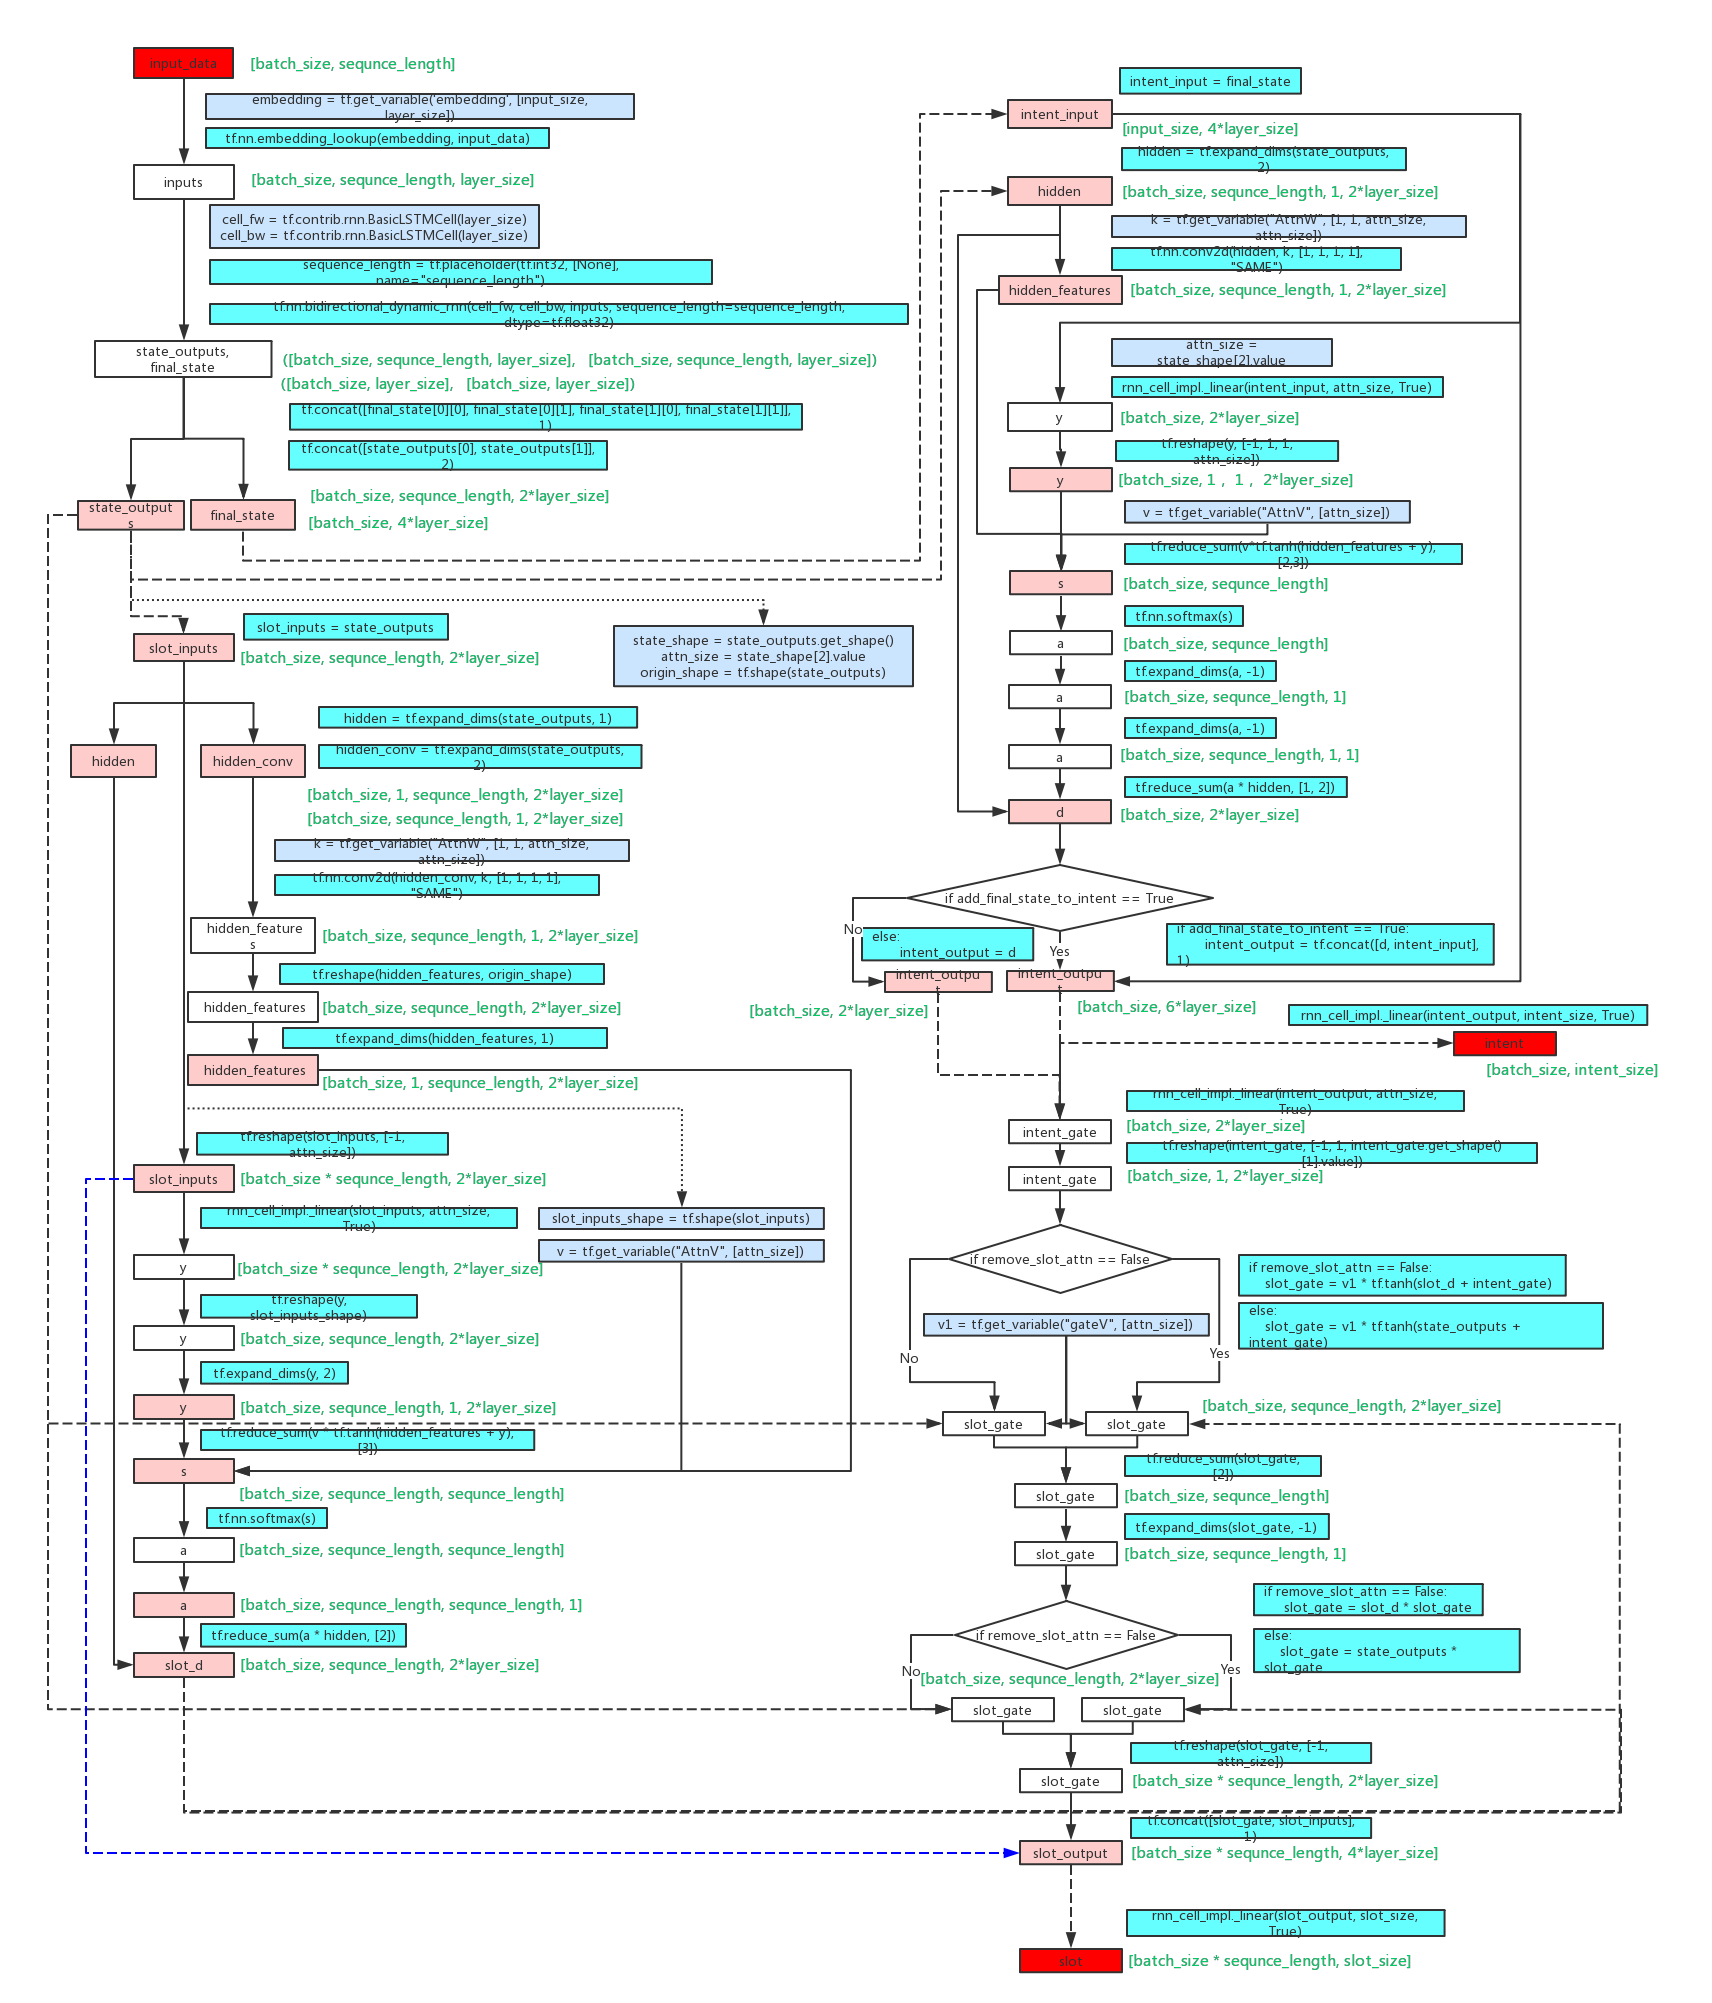 input_data
[batch_size, sequnce_length]
embedding = tf.get_variable('embedding', [input_size,
layer_size])
tf.nn.embedding_lookup(embedding, input_data)
inputs
[batch_size, sequnce_length, layer_size]
cell_fw = tf.contrib.rnn.BasicLSTMCell(layer_size)
cell_bw = tf.contrib.rnn.BasicLSTMCell(layer_size)
sequence_length = tf.placeholder(tf.int32, [None],
name="sequence_length")
tf.nn.bidirectional_dynamic_rnn(cell_fw, cell_bw, inputs, sequence_length=sequence_length,
dtype=tf.float32)
state_outputs,
final_state
([batch_size, sequnce_length, layer_size],   [batch_size, sequnce_length, layer_size])
([batch_size, layer_size],   [batch_size, layer_size])
tf.concat([final_state[0][0], final_state[0][1], final_state[1][0], final_state[1][1]],
1)
tf.concat([state_outputs[0], state_outputs[1]],
2)
state_output
s
final_state
[batch_size, sequnce_length, 2*layer_size]
[batch_size, 4*layer_size]
slot_inputs = state_outputs
slot_inputs
[batch_size, sequnce_length, 2*layer_size]
state_shape = state_outputs.get_shape()
attn_size = state_shape[2].value
origin_shape = tf.shape(state_outputs)
hidden = tf.expand_dims(state_outputs, 1)
hidden
hidden_conv
hidden_conv = tf.expand_dims(state_outputs,
2)
[batch_size, 1, sequnce_length, 2*layer_size]
[batch_size, sequnce_length, 1, 2*layer_size]
k = tf.get_variable("AttnW", [1, 1, attn_size,
attn_size])
tf.nn.conv2d(hidden_conv, k, [1, 1, 1, 1],
"SAME")
hidden_feature
s
[batch_size, sequnce_length, 1, 2*layer_size]
tf.reshape(hidden_features, origin_shape)
hidden_features
[batch_size, sequnce_length, 2*layer_size]
tf.expand_dims(hidden_features, 1)
hidden_features
[batch_size, 1, sequnce_length, 2*layer_size]
tf.reshape(slot_inputs, [-1,
attn_size])
slot_inputs
[batch_size * sequnce_length, 2*layer_size]
rnn_cell_impl._linear(slot_inputs, attn_size,
True)
slot_inputs_shape = tf.shape(slot_inputs)
v = tf.get_variable("AttnV", [attn_size])
y
[batch_size * sequnce_length, 2*layer_size]
tf.reshape(y,
slot_inputs_shape)
y
[batch_size, sequnce_length, 2*layer_size]
tf.expand_dims(y, 2)
y
[batch_size, sequnce_length, 1, 2*layer_size]
tf.reduce_sum(v * tf.tanh(hidden_features + y),
[3])
s
[batch_size, sequnce_length, sequnce_length]
tf.nn.softmax(s)
a
[batch_size, sequnce_length, sequnce_length]
a
[batch_size, sequnce_length, sequnce_length, 1]
tf.reduce_sum(a * hidden, [2])
slot_d
[batch_size, sequnce_length, 2*layer_size]
intent_input = final_state
intent_input
[input_size, 4*layer_size]
hidden = tf.expand_dims(state_outputs,
2)
hidden
[batch_size, sequnce_length, 1, 2*layer_size]
k = tf.get_variable("AttnW", [1, 1, attn_size,
attn_size])
tf.nn.conv2d(hidden, k, [1, 1, 1, 1],
"SAME")
hidden_features
[batch_size, sequnce_length, 1, 2*layer_size]
attn_size =
state_shape[2].value
rnn_cell_impl._linear(intent_input, attn_size, True)
y
[batch_size, 2*layer_size]
tf.reshape(y, [-1, 1, 1,
attn_size])
y
[batch_size, 1 ,  1 ,  2*layer_size]
v = tf.get_variable("AttnV", [attn_size])
tf.reduce_sum(v*tf.tanh(hidden_features + y),
[2,3])
s
[batch_size, sequnce_length]
tf.nn.softmax(s)
a
[batch_size, sequnce_length]
tf.expand_dims(a, -1)
a
[batch_size, sequnce_length, 1]
tf.expand_dims(a, -1)
a
[batch_size, sequnce_length, 1, 1]
tf.reduce_sum(a * hidden, [1, 2])
d
[batch_size, 2*layer_size]
if add_final_state_to_intent == True
No
else:
intent_output = d
Yes
if add_final_state_to_intent == True:
intent_output = tf.concat([d, intent_input],
1)
intent_outpu
t
intent_outpu
t
[batch_size, 2*layer_size]
[batch_size, 6*layer_size]
rnn_cell_impl._linear(intent_output, intent_size, True)
intent
[batch_size, intent_size]
rnn_cell_impl._linear(intent_output, attn_size,
True)
intent_gate
[batch_size, 2*layer_size]
tf.reshape(intent_gate, [-1, 1, intent_gate.get_shape()
[1].value])
intent_gate
[batch_size, 1, 2*layer_size]
if remove_slot_attn == False
if remove_slot_attn == False:
slot_gate = v1 * tf.tanh(slot_d + intent_gate)
v1 = tf.get_variable("gateV", [attn_size])
else:
slot_gate = v1 * tf.tanh(state_outputs +
intent_gate)
No
Yes
[batch_size, sequnce_length, 2*layer_size]
slot_gate
slot_gate
tf.reduce_sum(slot_gate,
[2])
slot_gate
[batch_size, sequnce_length]
tf.expand_dims(slot_gate, -1)
slot_gate
[batch_size, sequnce_length, 1]
if remove_slot_attn == False:
slot_gate = slot_d * slot_gate
if remove_slot_attn == False
else:
slot_gate = state_outputs *
slot_gate
No
Yes
[batch_size, sequnce_length, 2*layer_size]
slot_gate
slot_gate
tf.reshape(slot_gate, [-1,
attn_size])
slot_gate
[batch_size * sequnce_length, 2*layer_size]
tf.concat([slot_gate, slot_inputs],
1)
slot_output
[batch_size * sequnce_length, 4*layer_size]
rnn_cell_impl._linear(slot_output, slot_size,
True)
slot
[batch_size * sequnce_length, slot_size]